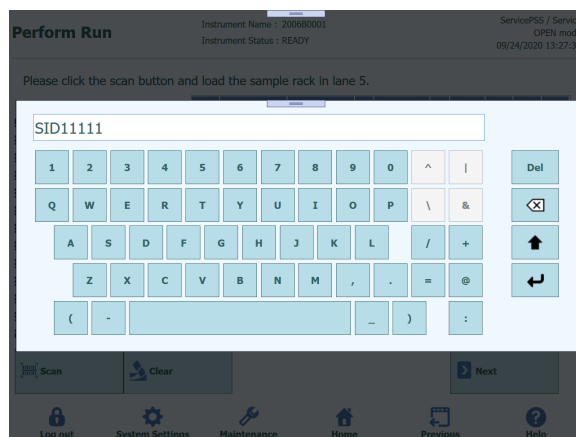 Perform Run
Instrument Name : 2006B0001
Instrument Status : READY
ServicePSS / Servic
OPEN mod
09/24/2020 13:27:3
Please click the scan button and load the sample rack in lane 5.
SID11111
1 2 3 4 5 6 7 8 9 0 ^ | Del
Q W E R T Y U I O P \ &
A S D F G H J K L / +
Z X C V B N M , . = @
( - _ ) :
Scan Clear Next
Log out System Settings Maintenance Home Previous Help